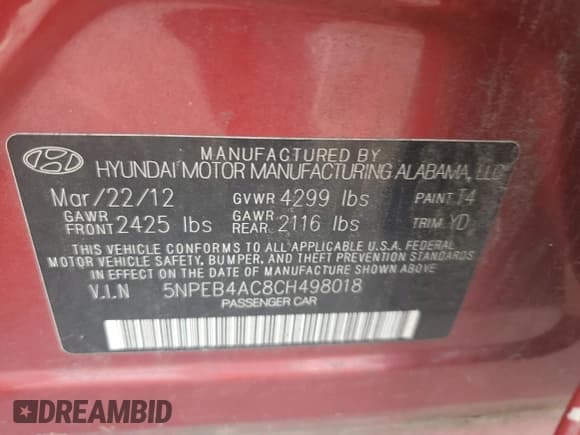 MANUFACTURED BY
HYUNDAI MOTOR MANUFACTURING ALABAMA, LLC
Mar/22/12 GVWR 4299 lbs PAINT T4
GAWR FRONT 2425 lbs GAWR REAR 2116 lbs TRIM YD
THIS VEHICLE CONFORMS TO ALL APPLICABLE U.S.A. FEDERAL
MOTOR VEHICLE SAFETY, BUMPER, AND THEFT PREVENTION STANDARDS
IN EFFECT ON THE DATE OF MANUFACTURE SHOWN ABOVE.
V.I.N 5NPEB4AC8CH498018
PASSENGER CAR
DREAMBID